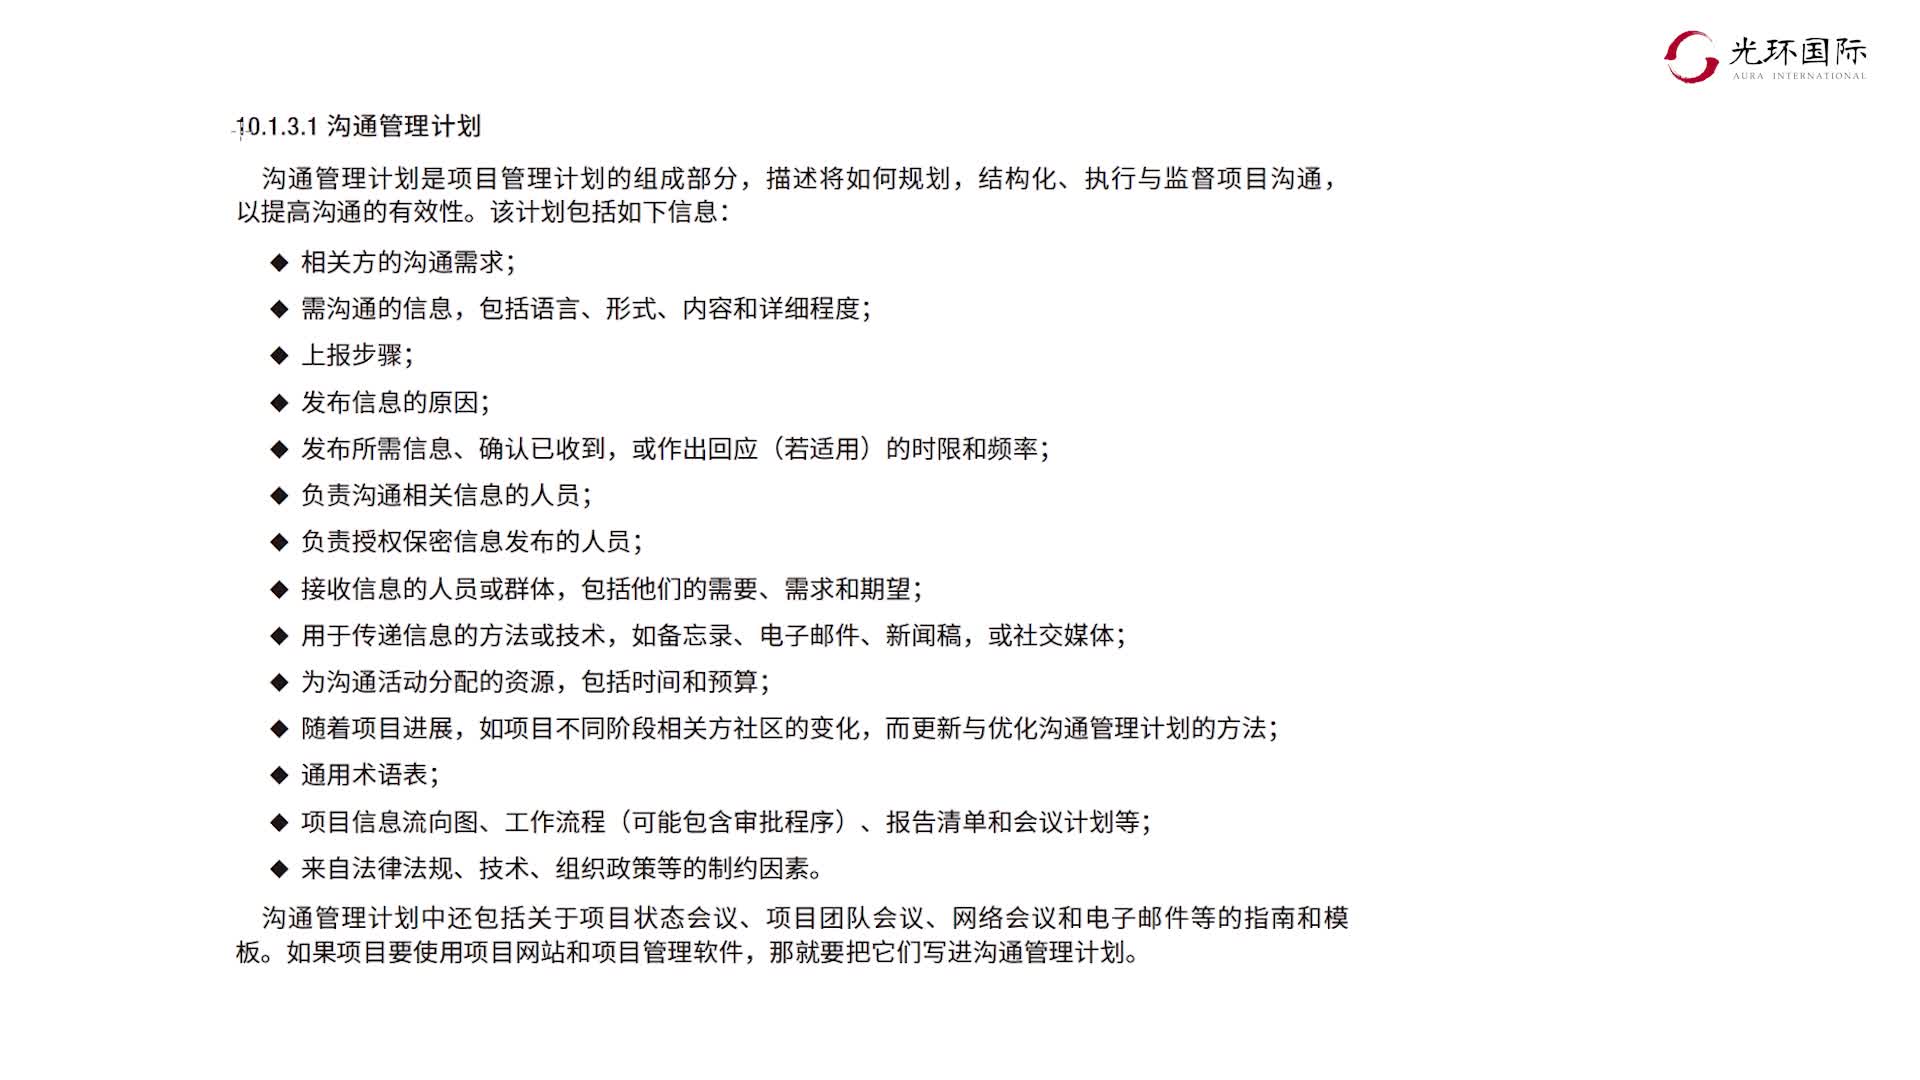 光环国际
AURA INTERNATIONAL
10.1.3.1 沟通管理计划
沟通管理计划是项目管理计划的组成部分，描述将如何规划，结构化、执行与监督项目沟通，
以提高沟通的有效性。该计划包括如下信息：
◆ 相关方的沟通需求；
◆ 需沟通的信息，包括语言、形式、内容和详细程度；
◆ 上报步骤；
◆ 发布信息的原因；
◆ 发布所需信息、确认已收到，或作出回应（若适用）的时限和频率；
◆ 负责沟通相关信息的人员；
◆ 负责授权保密信息发布的人员；
◆ 接收信息的人员或群体，包括他们的需要、需求和期望；
◆ 用于传递信息的方法或技术，如备忘录、电子邮件、新闻稿，或社交媒体；
◆ 为沟通活动分配的资源，包括时间和预算；
◆ 随着项目进展，如项目不同阶段相关方社区的变化，而更新与优化沟通管理计划的方法；
◆ 通用术语表；
◆ 项目信息流向图、工作流程（可能包含审批程序）、报告清单和会议计划等；
◆ 来自法律法规、技术、组织政策等的制约因素。
沟通管理计划中还包括关于项目状态会议、项目团队会议、网络会议和电子邮件等的指南和模
板。如果项目要使用项目网站和项目管理软件，那就要把它们写进沟通管理计划。